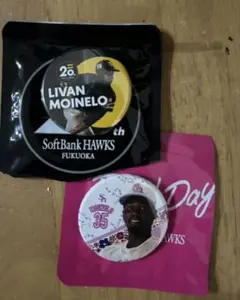 20.
LIVAN
MOINELO
th
SoftBank HAWKS
FUKUOKA
Day
HAWKS
35